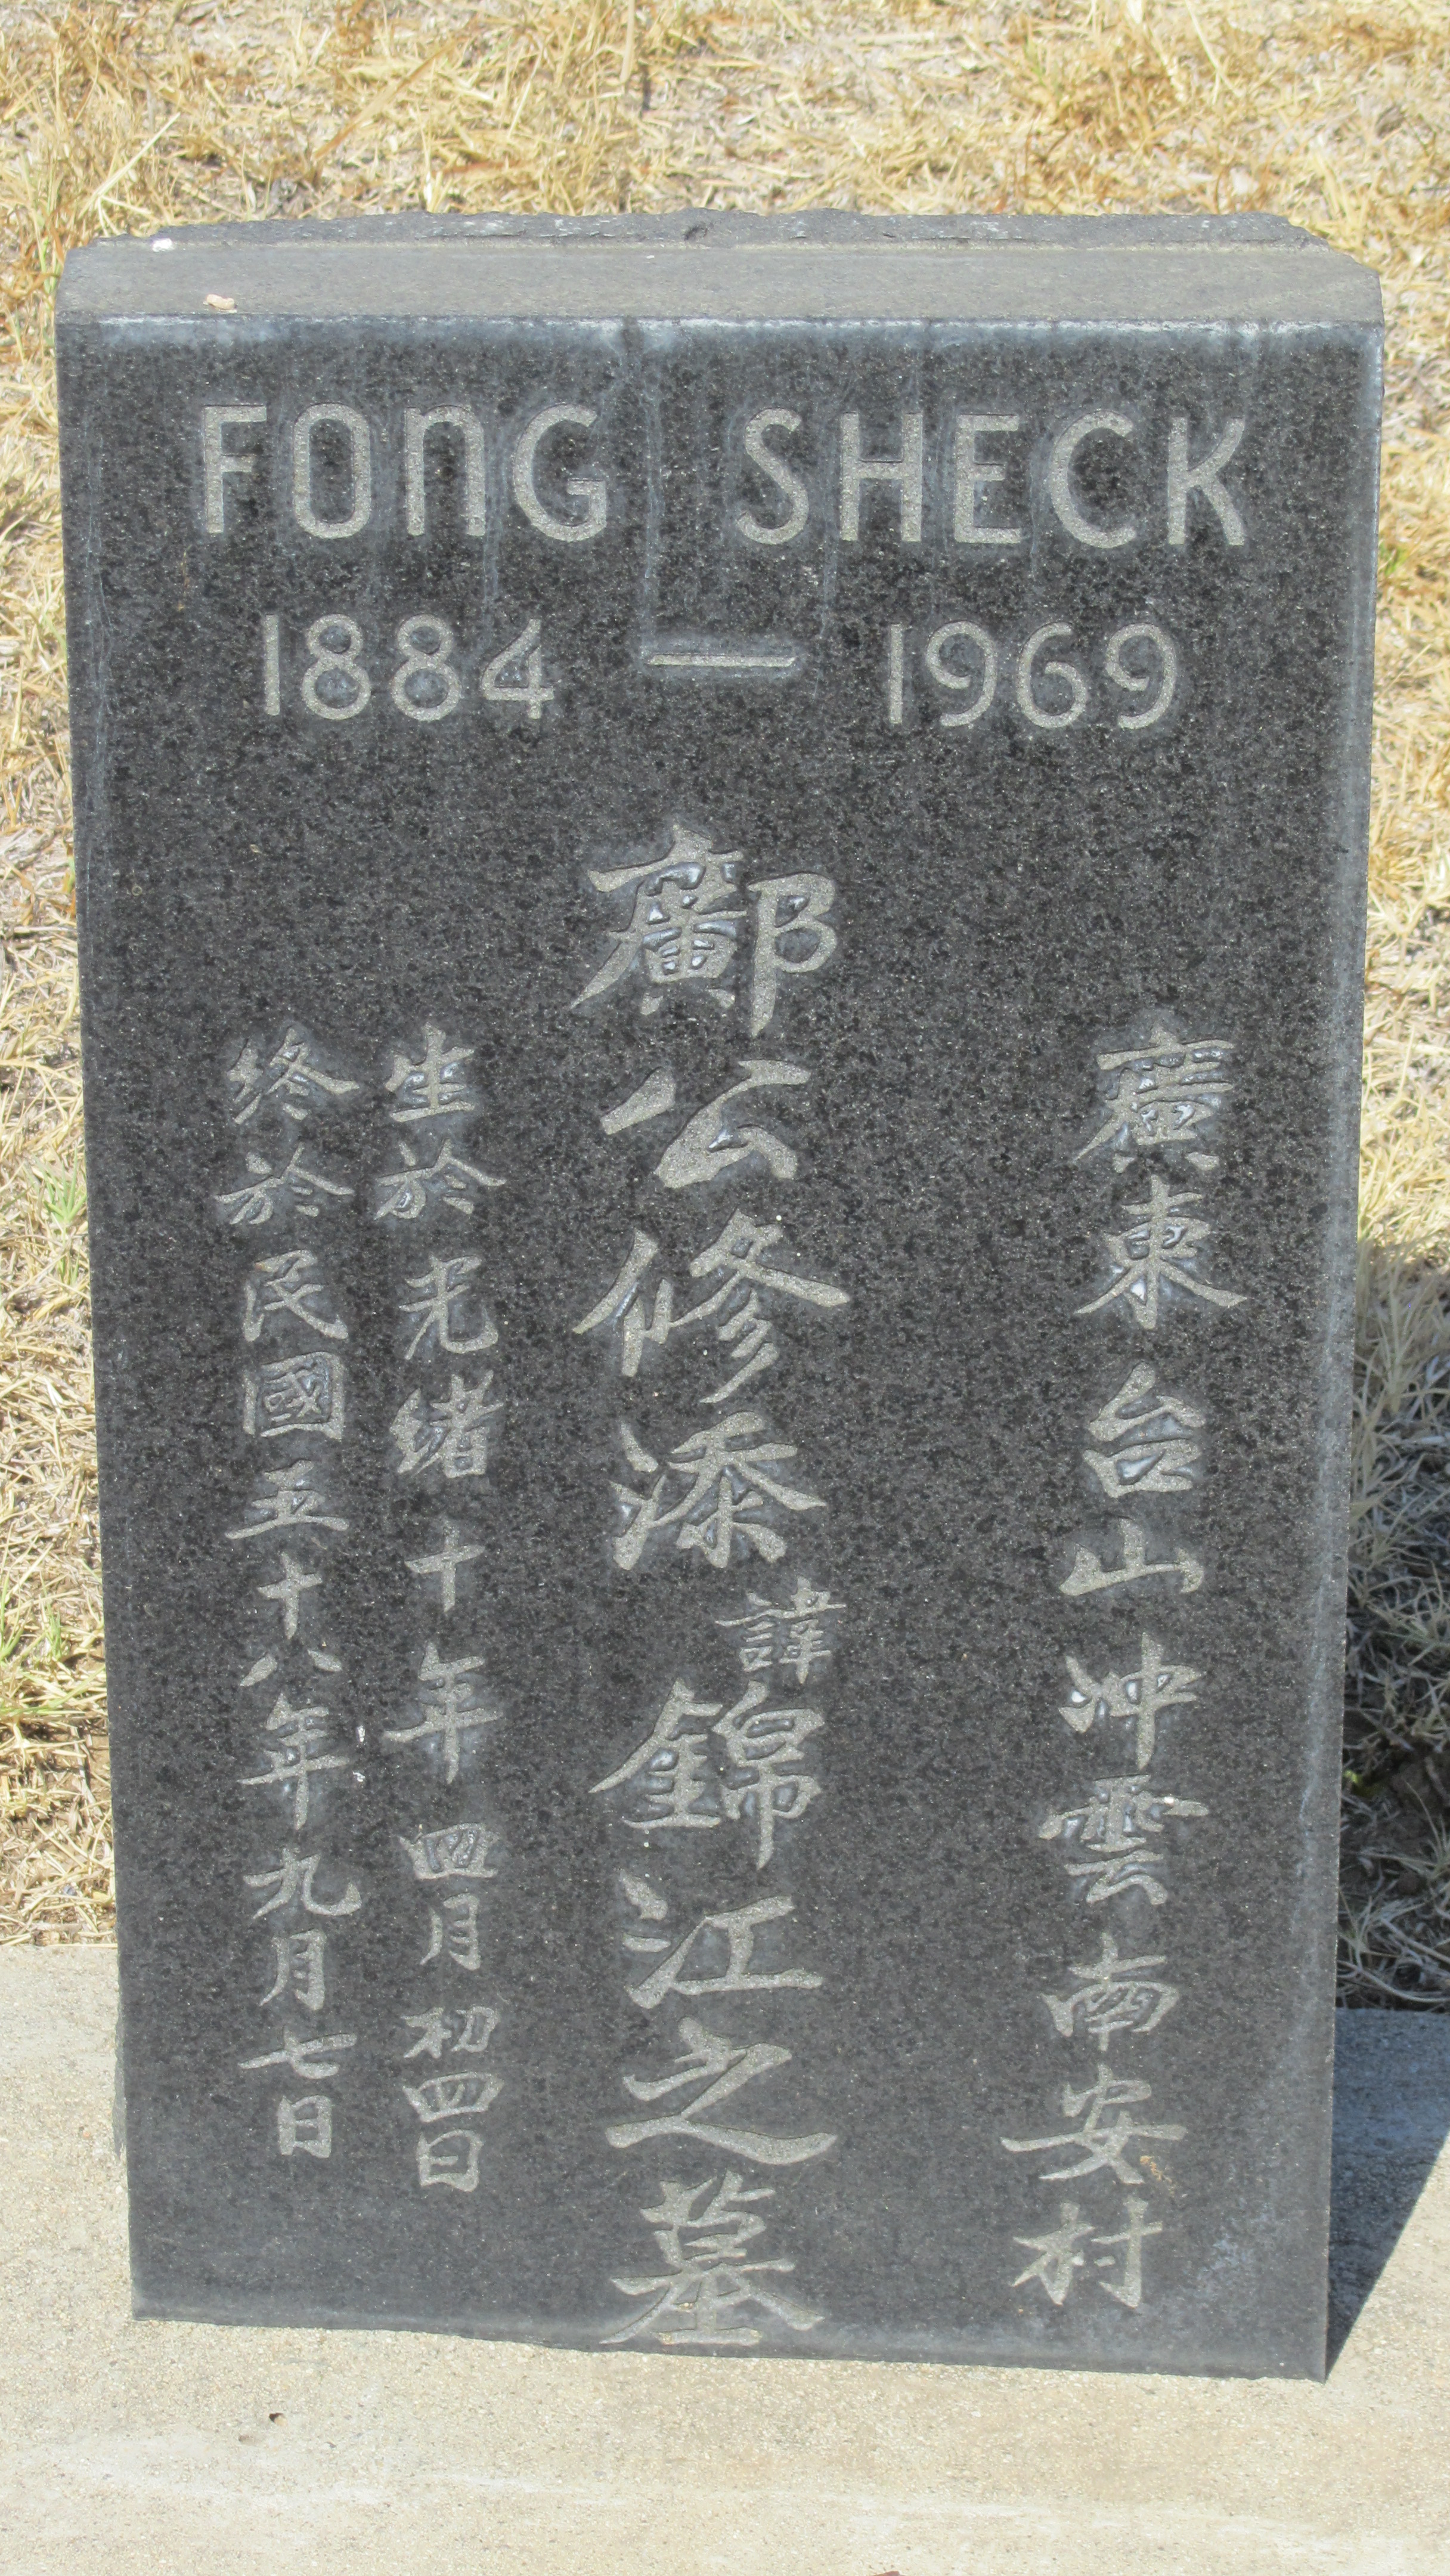 FONG SHECK
1884 — 1969
廣東台山冲雲南安村
鄺公修添諱錦江之墓
生於光緒十年四月初四日
終於民國五十八年九月七日